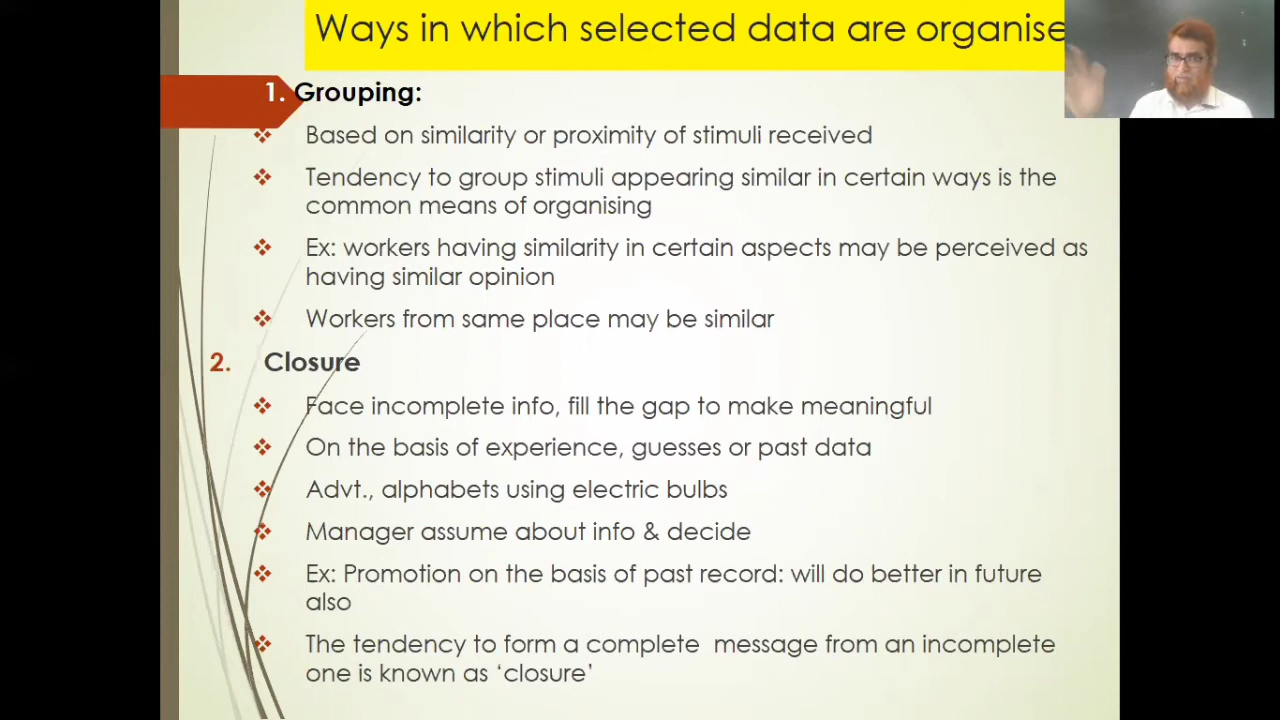 Ways in which selected data are organise
1. Grouping:
❖ Based on similarity or proximity of stimuli received
❖ Tendency to group stimuli appearing similar in certain ways is the
common means of organising
❖ Ex: workers having similarity in certain aspects may be perceived as
having similar opinion
❖ Workers from same place may be similar
2. Closure
❖ Face incomplete info, fill the gap to make meaningful
❖ On the basis of experience, guesses or past data
❖ Advt., alphabets using electric bulbs
❖ Manager assume about info & decide
❖ Ex: Promotion on the basis of past record: will do better in future
also
❖ The tendency to form a complete message from an incomplete
one is known as ‘closure’